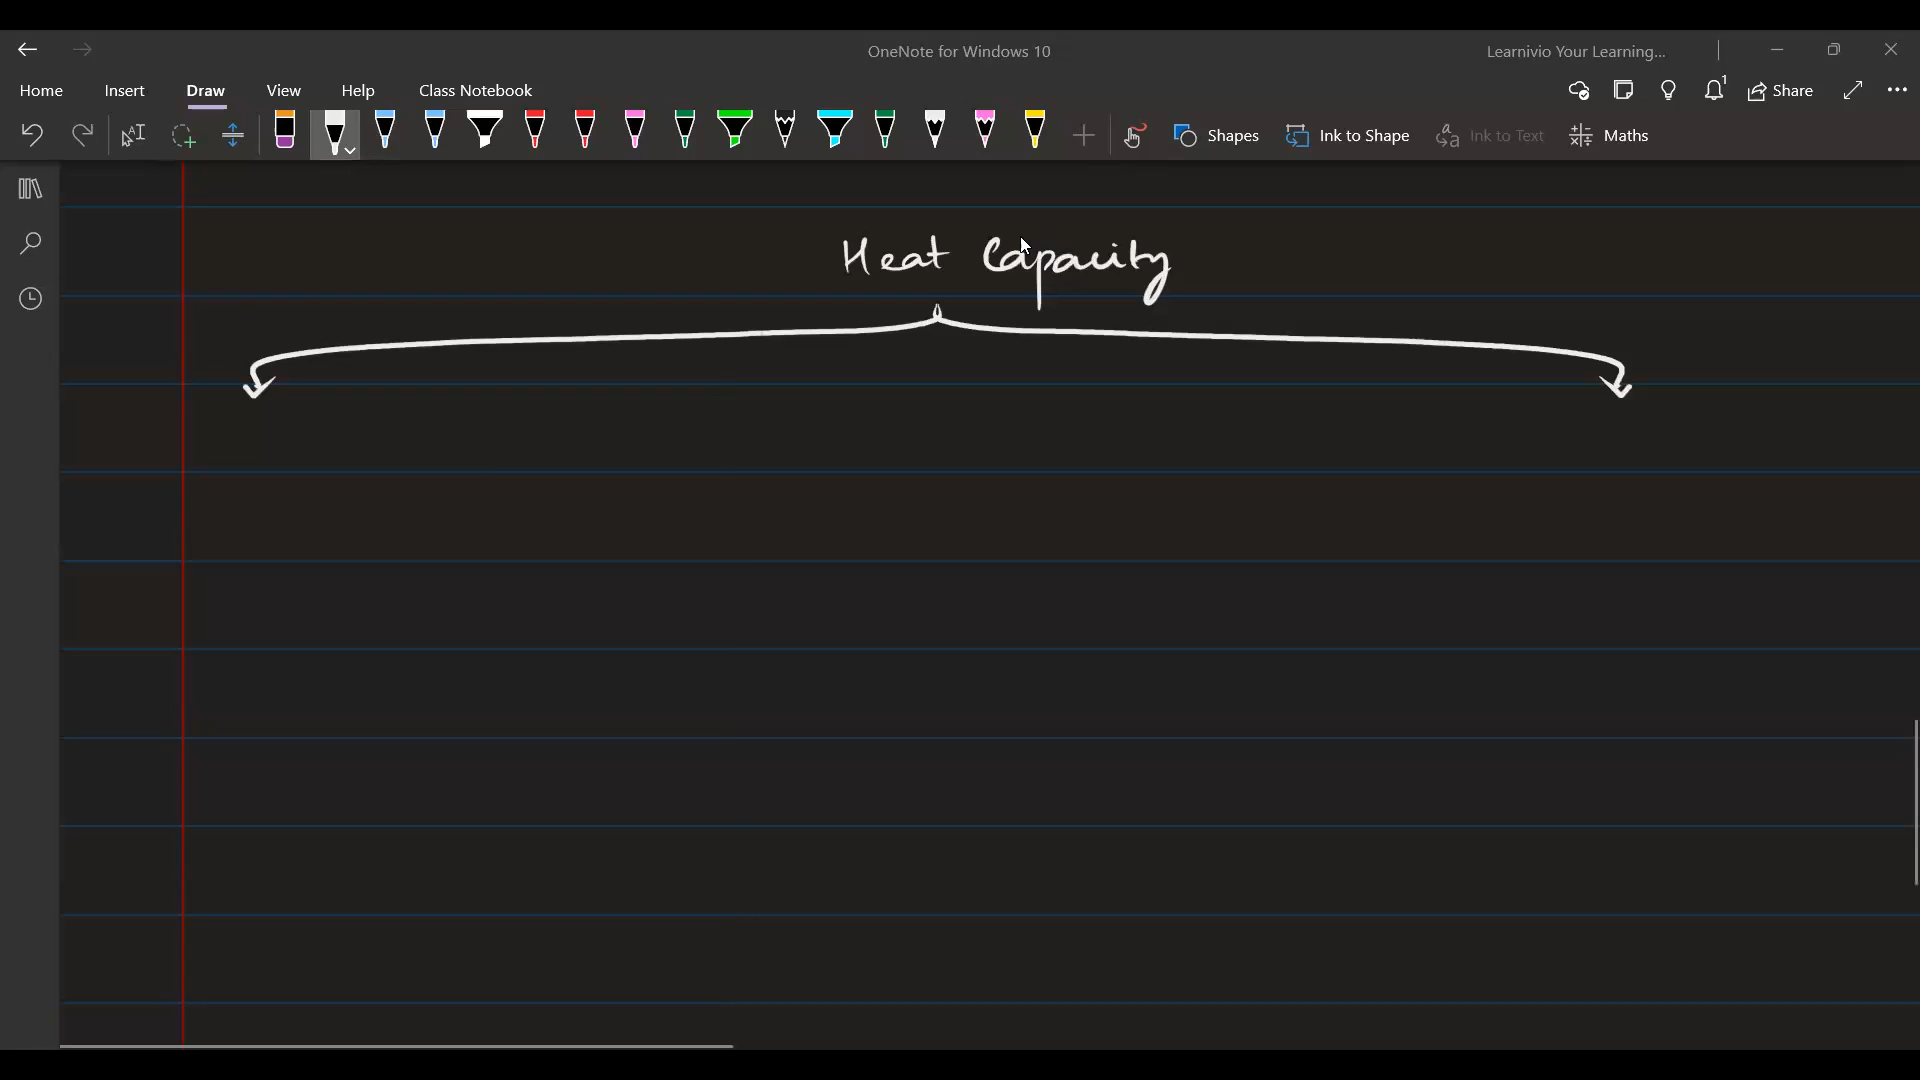 OneNote for Windows 10
Learnivio Your Learning...
Home Insert Draw View Help Class Notebook
1
Share
Shapes Ink to Shape Ink to Text Maths
Heat Capacity